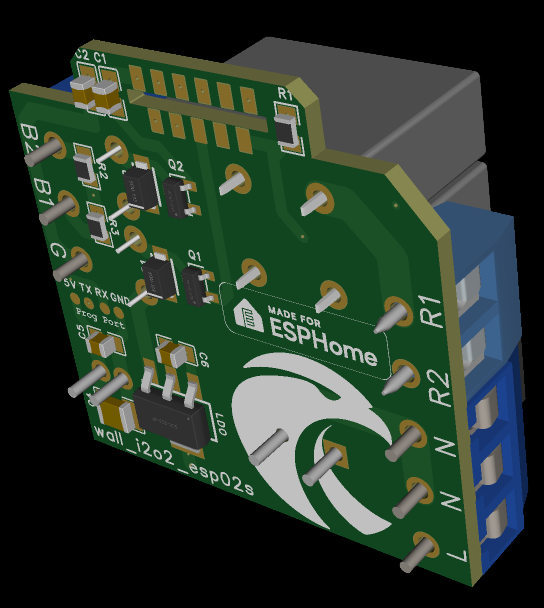 C2 C1
R1
B2
R2
Q2
B1
R3
G
Q1
5V TX RX GND
Prog Port
MADE FOR
ESPHome
R1
C5
C6
R2
LDO
N
wall_i2o2_esp02s
N
L